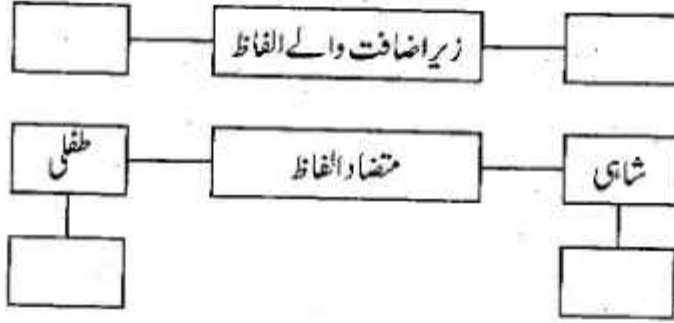 زیر اضافت والے الفاظ
شاہی متضاد الفاظ طفلی